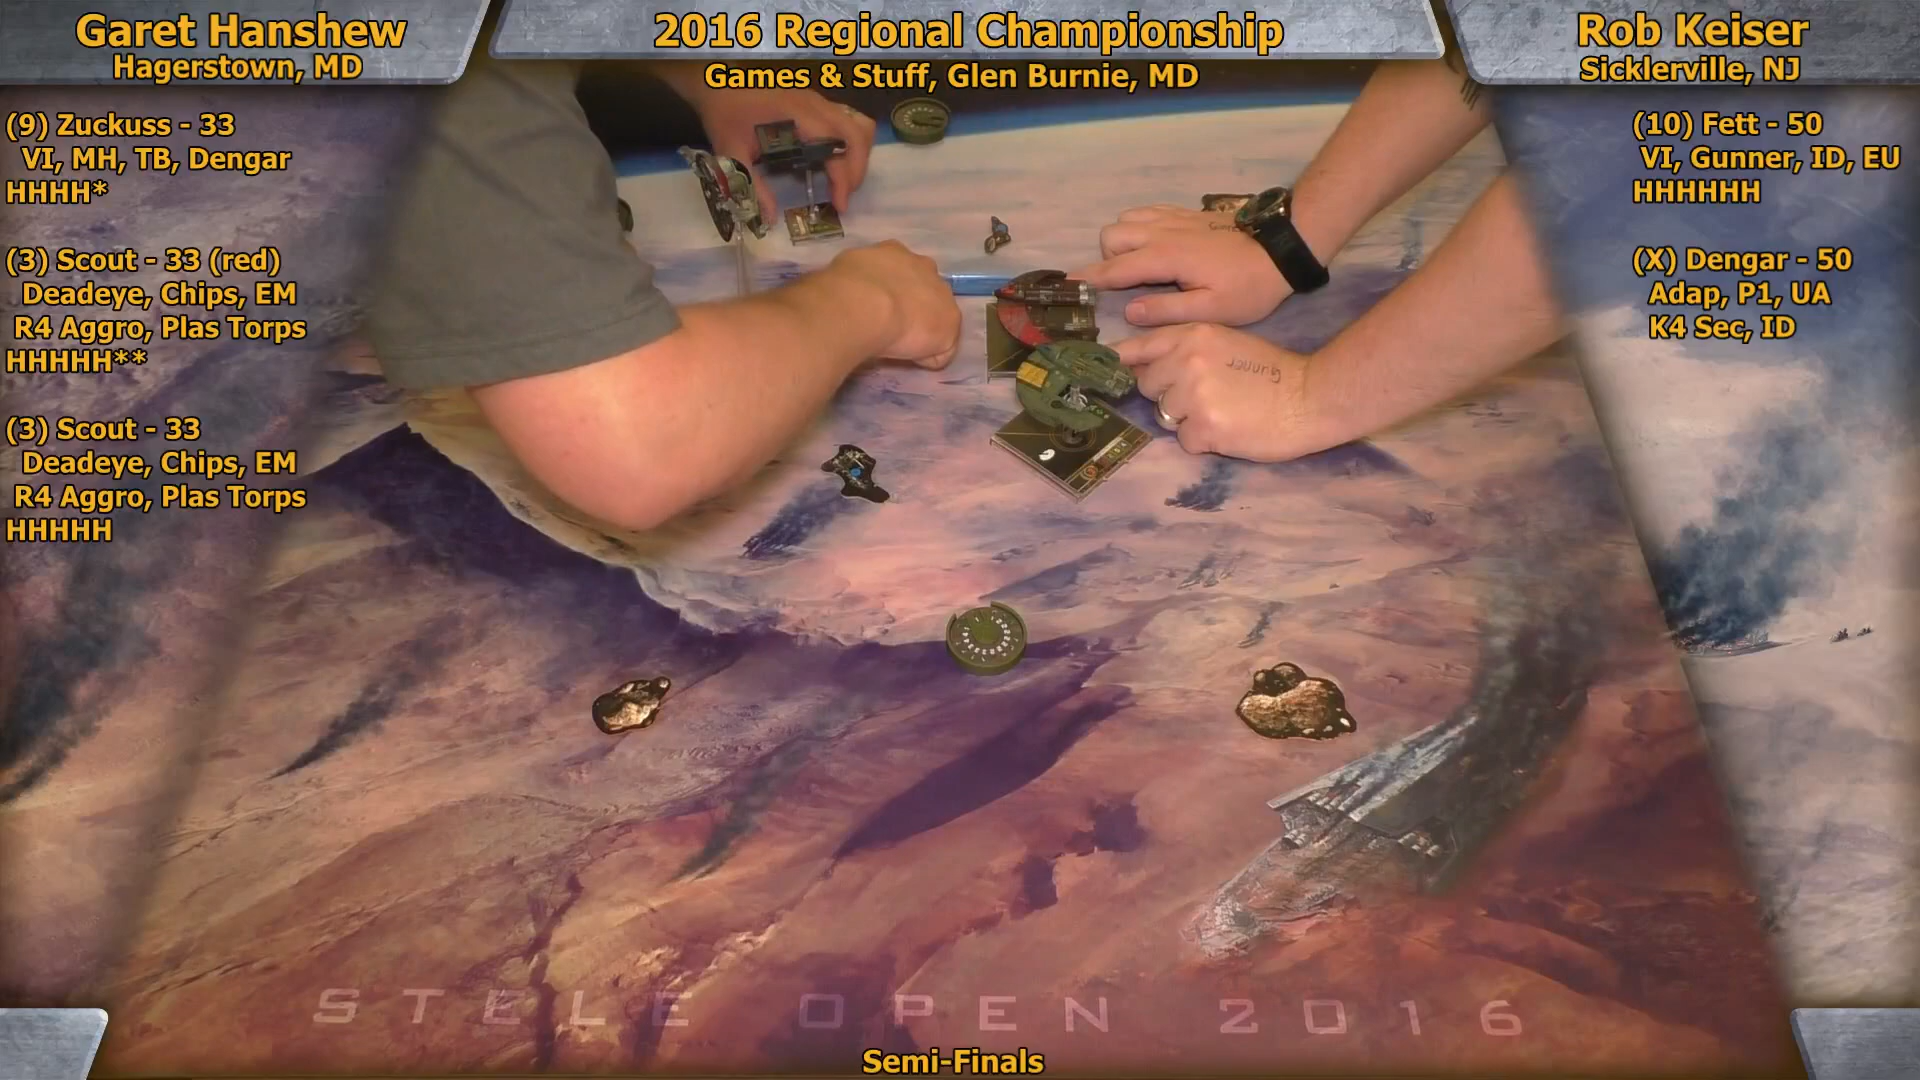 Garet Hanshew
Hagerstown, MD
2016 Regional Championship
Games & Stuff, Glen Burnie, MD
Rob Keiser
Sicklerville, NJ
(9) Zuckuss - 33
VI, MH, TB, Dengar
HHHH*
(3) Scout - 33 (red)
Deadeye, Chips, EM
R4 Aggro, Plas Torps
HHHHH**
(3) Scout - 33
Deadeye, Chips, EM
R4 Aggro, Plas Torps
HHHHH
(10) Fett - 50
VI, Gunner, ID, EU
HHHHHH
(X) Dengar - 50
Adap, P1, UA
K4 Sec, ID
Gunner
STELE OPEN 2016
Semi-Finals